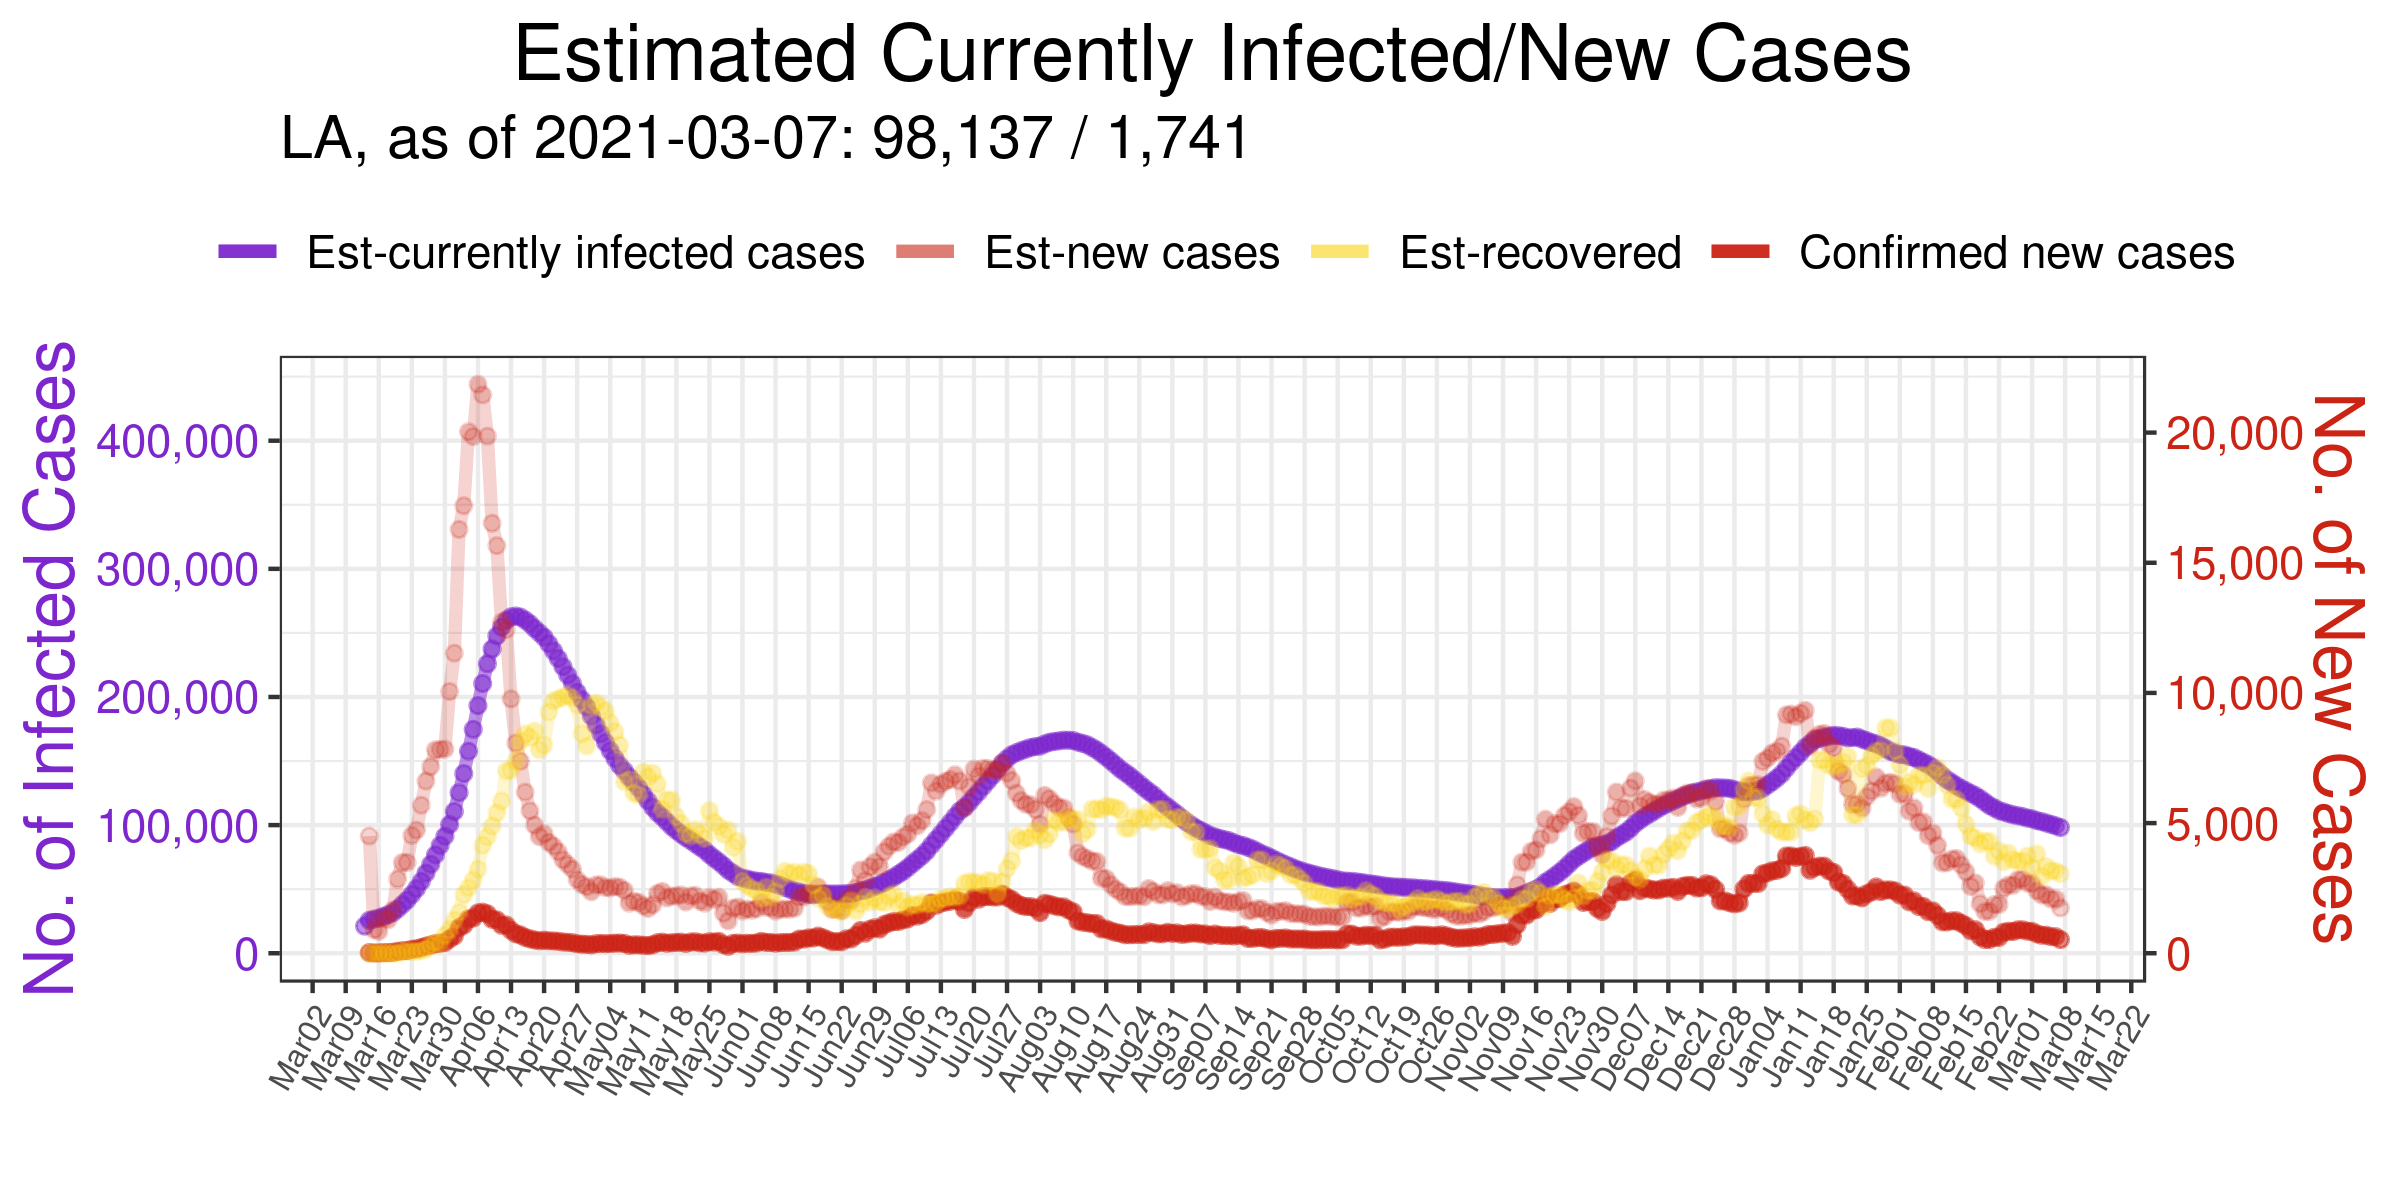 Estimated Currently Infected/New Cases
LA, as of 2021-03-07: 98,137 / 1,741
Est-currently infected cases Est-new cases Est-recovered Confirmed new cases
No. of Infected Cases
400,000
300,000
200,000
100,000
0
20,000
15,000
10,000
5,000
0
No. of New Cases
Mar02 Mar09 Mar16 Mar23 Mar30 Apr06 Apr13 Apr20 Apr27 May04 May11 May18 May25 Jun01 Jun08 Jun15 Jun22 Jun29 Jul06 Jul13 Jul20 Jul27 Aug03 Aug10 Aug17 Aug24 Aug31 Sep07 Sep14 Sep21 Sep28 Oct05 Oct12 Oct19 Oct26 Nov02 Nov09 Nov16 Nov23 Nov30 Dec07 Dec14 Dec21 Dec28 Jan04 Jan11 Jan18 Jan25 Feb01 Feb08 Feb15 Feb22 Mar01 Mar08 Mar15 Mar22